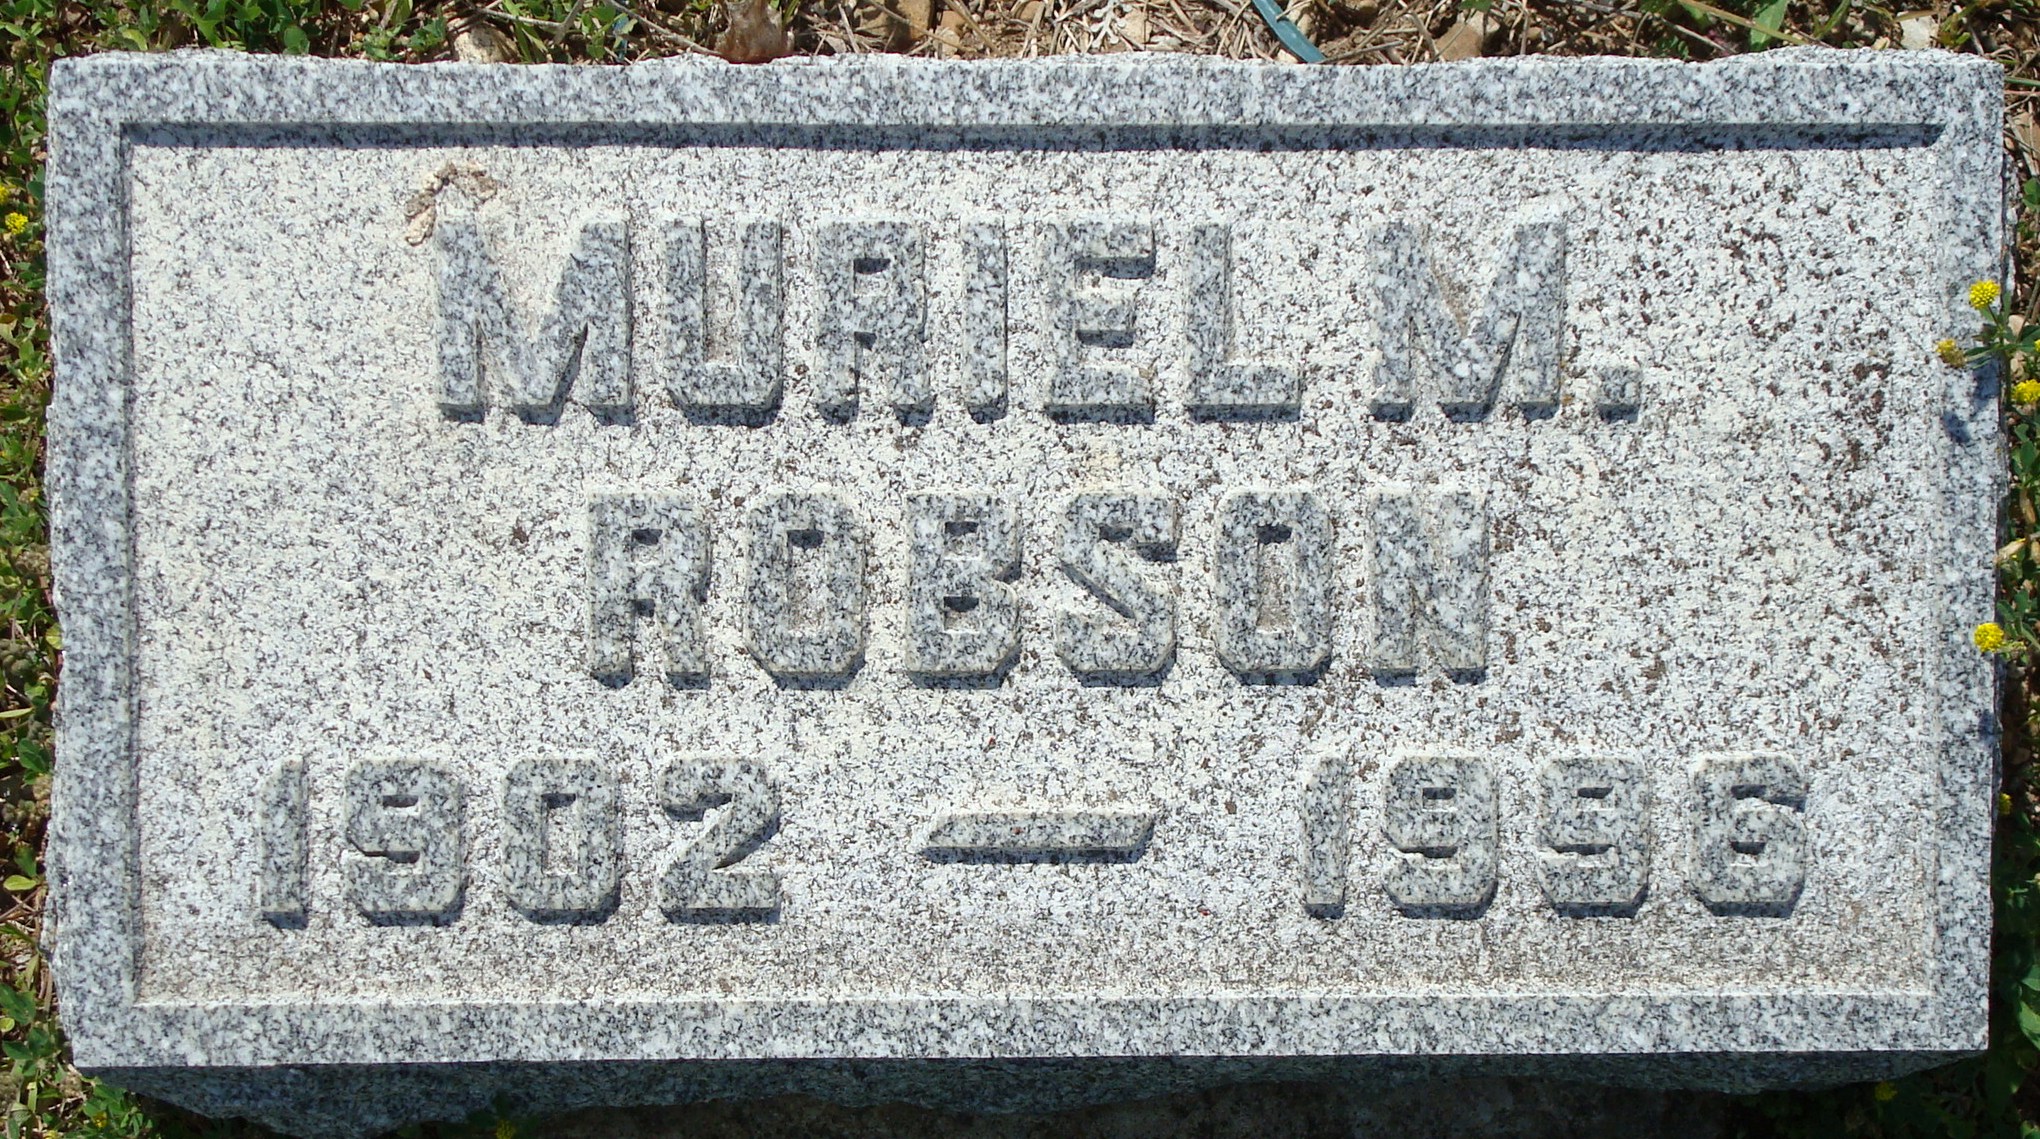 MURIEL M.
ROBSON
1902 — 1996